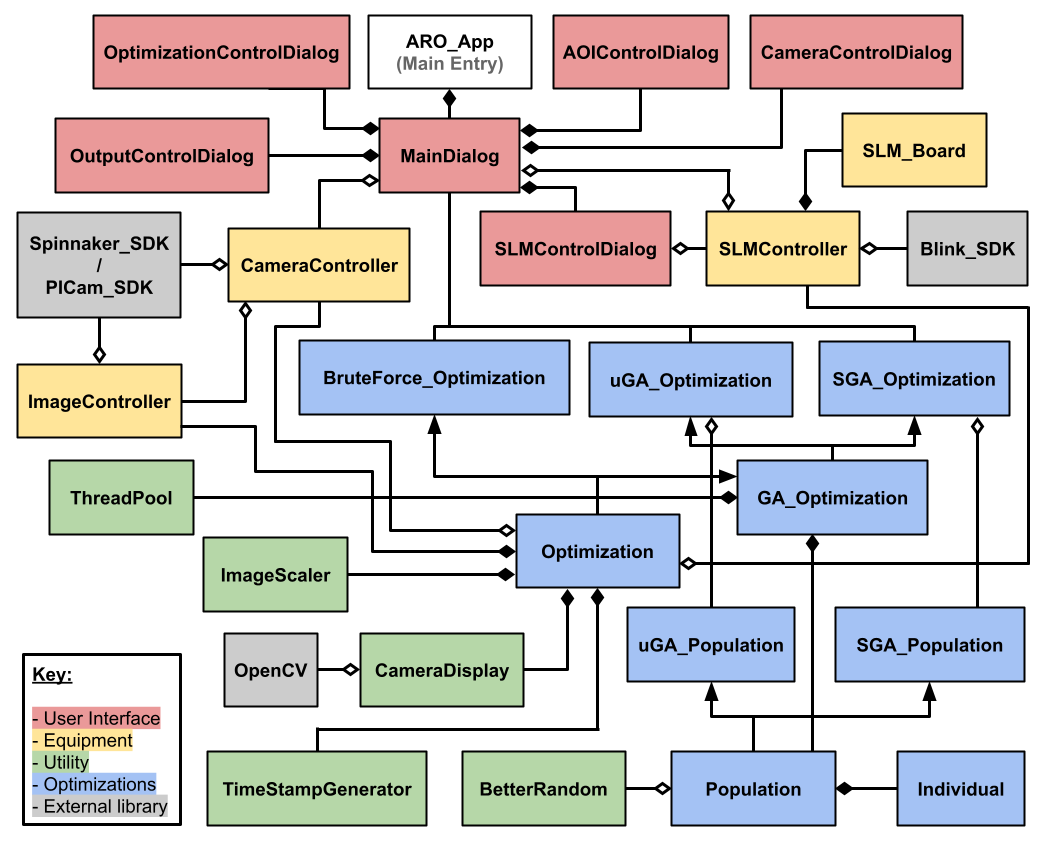 OptimizationControlDialog
ARO_App
(Main Entry)
AOIControlDialog
CameraControlDialog
OutputControlDialog
MainDialog
SLM_Board
Spinnaker_SDK
/
PICam_SDK
CameraController
SLMControlDialog
SLMController
Blink_SDK
ImageController
BruteForce_Optimization
uGA_Optimization
SGA_Optimization
ThreadPool
GA_Optimization
Optimization
ImageScaler
OpenCV
CameraDisplay
uGA_Population
SGA_Population
Key:
- User Interface
- Equipment
- Utility
- Optimizations
- External library
TimeStampGenerator
BetterRandom
Population
Individual